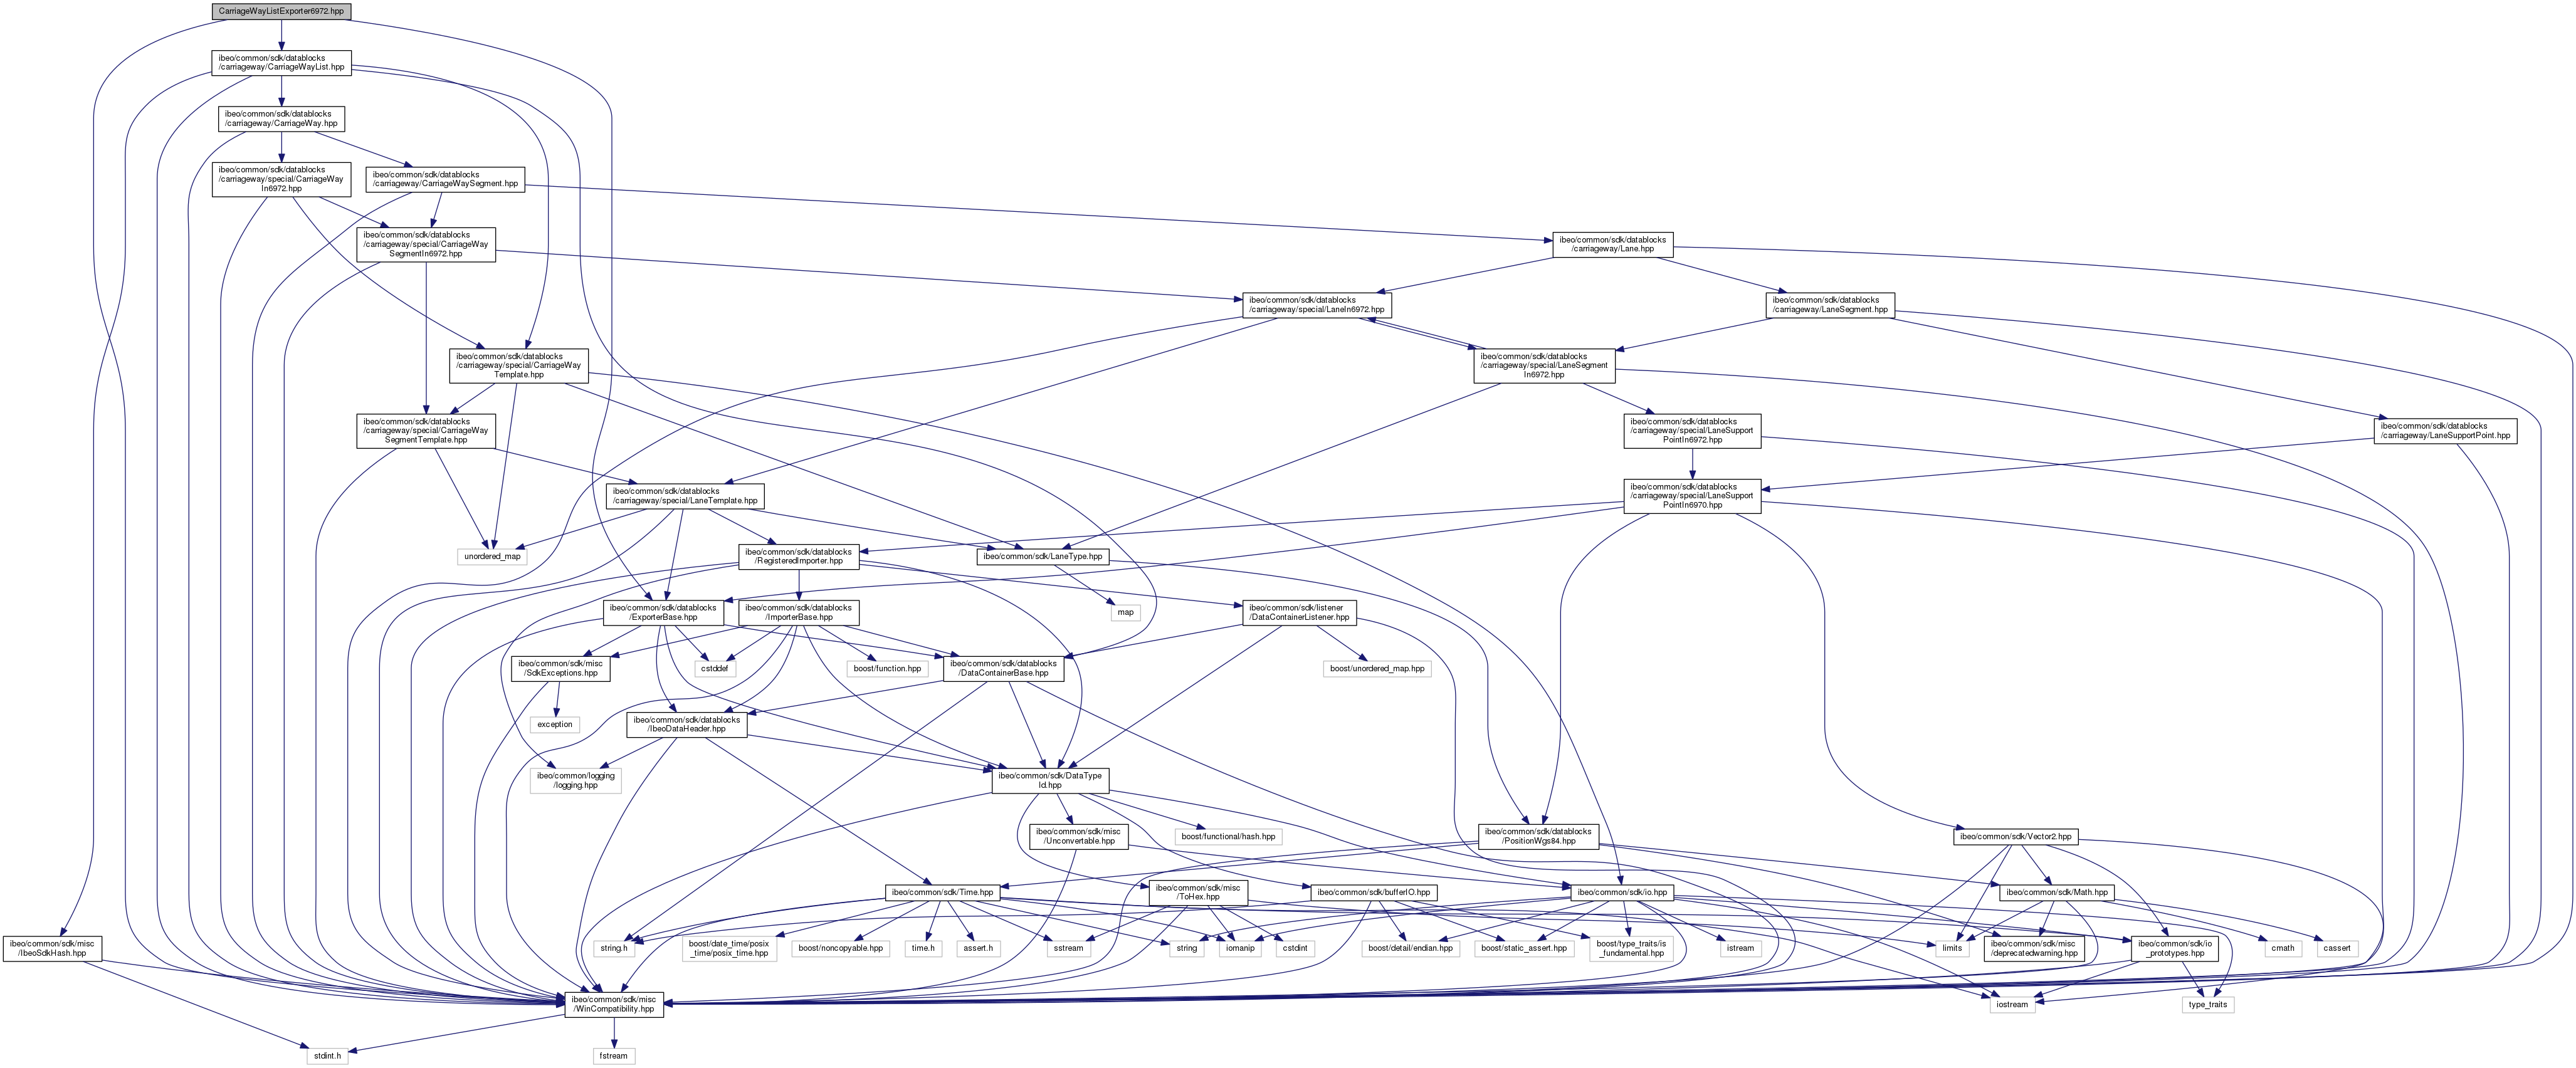 CarriageWayListExporter6972.hpp
ibeo/common/sdk/datablocks
/carriageway/CarriageWayList.hpp
ibeo/common/sdk/datablocks
/carriageway/CarriageWay.hpp
ibeo/common/sdk/datablocks
/carriageway/special/CarriageWay
In6972.hpp
ibeo/common/sdk/datablocks
/carriageway/CarriageWaySegment.hpp
ibeo/common/sdk/datablocks
/carriageway/special/CarriageWay
SegmentIn6972.hpp
ibeo/common/sdk/datablocks
/carriageway/Lane.hpp
ibeo/common/sdk/datablocks
/carriageway/special/LaneIn6972.hpp
ibeo/common/sdk/datablocks
/carriageway/LaneSegment.hpp
ibeo/common/sdk/datablocks
/carriageway/special/CarriageWay
Template.hpp
ibeo/common/sdk/datablocks
/carriageway/special/LaneSegment
In6972.hpp
ibeo/common/sdk/datablocks
/carriageway/special/CarriageWay
SegmentTemplate.hpp
ibeo/common/sdk/datablocks
/carriageway/special/LaneSupport
PointIn6972.hpp
ibeo/common/sdk/datablocks
/carriageway/LaneSupportPoint.hpp
ibeo/common/sdk/datablocks
/carriageway/special/LaneTemplate.hpp
ibeo/common/sdk/datablocks
/carriageway/special/LaneSupport
PointIn6970.hpp
unordered_map
ibeo/common/sdk/datablocks
/RegisteredImporter.hpp
ibeo/common/sdk/LaneType.hpp
ibeo/common/sdk/datablocks
/ExporterBase.hpp
ibeo/common/sdk/datablocks
/ImporterBase.hpp
map
ibeo/common/sdk/listener
/DataContainerListener.hpp
ibeo/common/sdk/misc
/SdkExceptions.hpp
cstddef
boost/function.hpp
ibeo/common/sdk/datablocks
/DataContainerBase.hpp
boost/unordered_map.hpp
exception
ibeo/common/sdk/datablocks
/IbeoDataHeader.hpp
ibeo/common/logging
/logging.hpp
ibeo/common/sdk/DataType
Id.hpp
ibeo/common/sdk/misc
/Unconvertable.hpp
boost/functional/hash.hpp
ibeo/common/sdk/datablocks
/PositionWgs84.hpp
ibeo/common/sdk/Vector2.hpp
ibeo/common/sdk/Time.hpp
ibeo/common/sdk/misc
/ToHex.hpp
ibeo/common/sdk/bufferIO.hpp
ibeo/common/sdk/io.hpp
ibeo/common/sdk/Math.hpp
ibeo/common/sdk/misc
/IbeoSdkHash.hpp
string.h
boost/date_time/posix
_time/posix_time.hpp
boost/noncopyable.hpp
time.h
assert.h
sstream
string
iomanip
cstdint
boost/detail/endian.hpp
boost/static_assert.hpp
boost/type_traits/is
_fundamental.hpp
istream
limits
ibeo/common/sdk/misc
/deprecatedwarning.hpp
ibeo/common/sdk/io
_prototypes.hpp
cmath
cassert
ibeo/common/sdk/misc
/WinCompatibility.hpp
iostream
type_traits
stdint.h
fstream